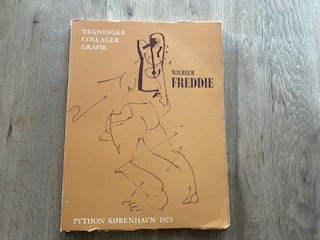 TEGNINGER
COLLAGER
GRAFIK
WILHELM
FREDDIE
PYTHON KØBENHAVN 1973